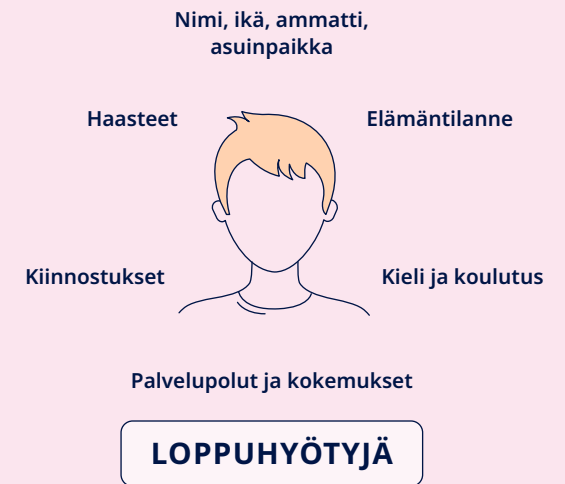 Nimi, ikä, ammatti,
asuinpaikka
Haasteet
Elämäntilanne
Kiinnostukset
Kieli ja koulutus
Palvelupolut ja kokemukset
LOPPUHYÖTYJÄ